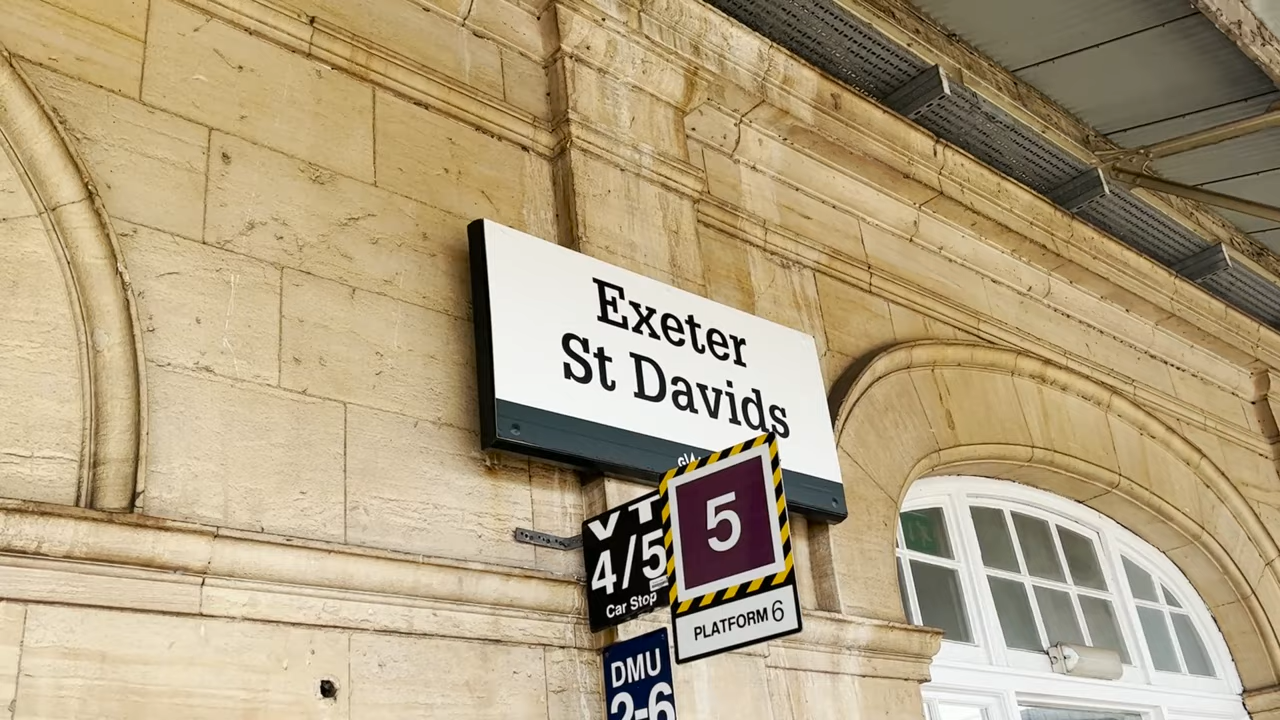 Exeter
St Davids
VT
4/5
Car Stop
5
PLATFORM 6
DMU
2-6